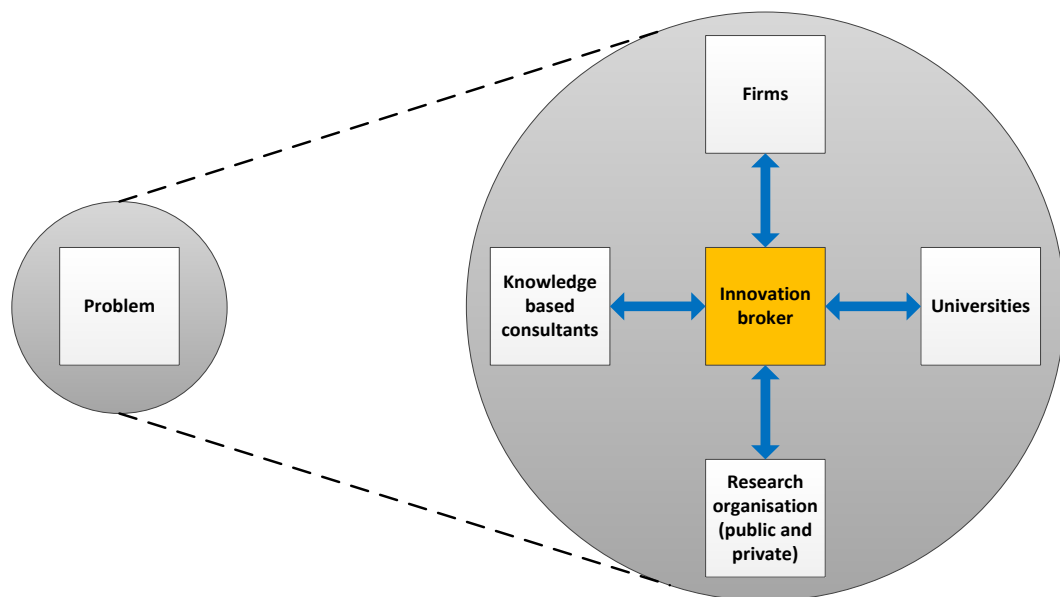 Firms
Problem
Knowledge
based
consultants
Innovation
broker
Universities
Research
organisation
(public and
private)